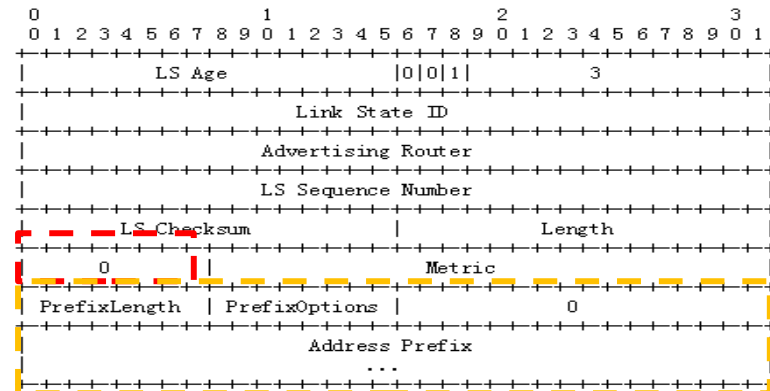 0 1 2 3
0 1 2 3 4 5 6 7 8 9 0 1 2 3 4 5 6 7 8 9 0 1 2 3 4 5 6 7 8 9 0 1
LS Age |0|0|1| 3
Link State ID
Advertising Router
LS Sequence Number
LS Checksum | Length
0 | Metric
PrefixLength | PrefixOptions | 0
Address Prefix
...